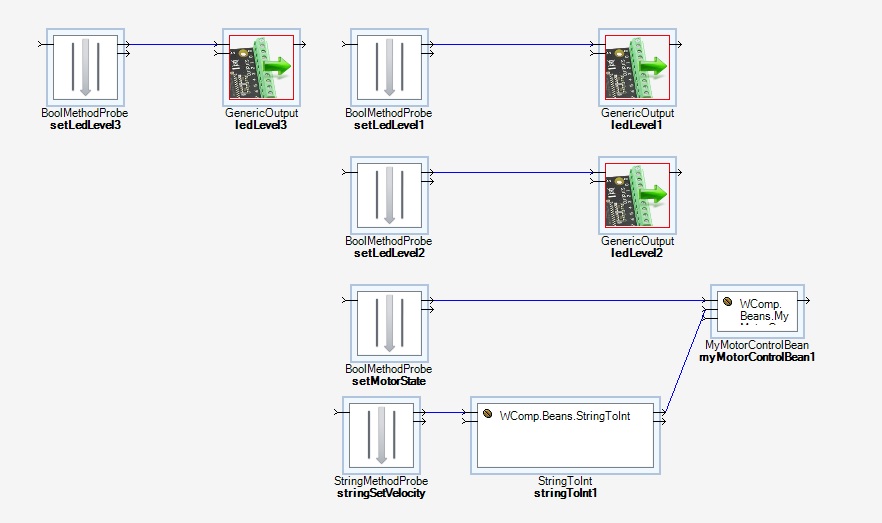 BoolMethodProbe
setLedLevel3
GenericOutput
ledLevel3
BoolMethodProbe
setLedLevel1
GenericOutput
ledLevel1
BoolMethodProbe
setLedLevel2
GenericOutput
ledLevel2
BoolMethodProbe
setMotorState
WComp.
Beans.My
MyMotorControlBean
myMotorControlBean1
StringMethodProbe
stringSetVelocity
WComp.Beans.StringToInt
StringToInt
stringToInt1